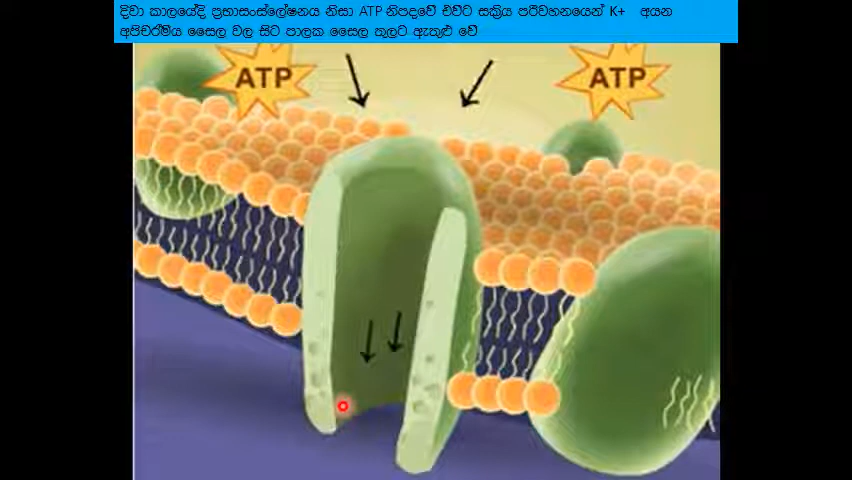 දිවා කාලයේදි ප්‍රභාසංස්ලේෂනය නිසා ATP නිපදවේ එවිට සක්‍රිය පරිවහනයෙන් K+ අයන
අපිචර්මීය සෛල වල සිට පාලක සෛල තුලට ඇතුළු වේ
ATP
ATP